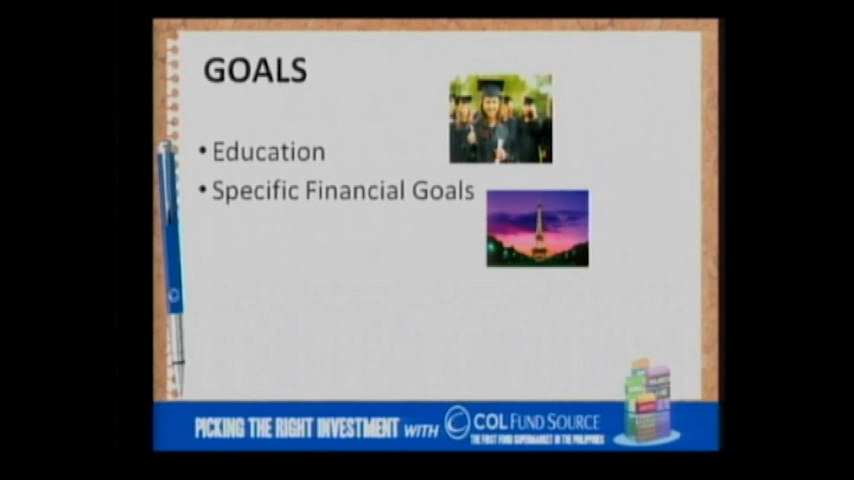 GOALS
• Education
• Specific Financial Goals
PICKING THE RIGHT INVESTMENT WITH COL FUND SOURCE
THE FIRST FUND SUPERMARKET IN THE PHILIPPINES